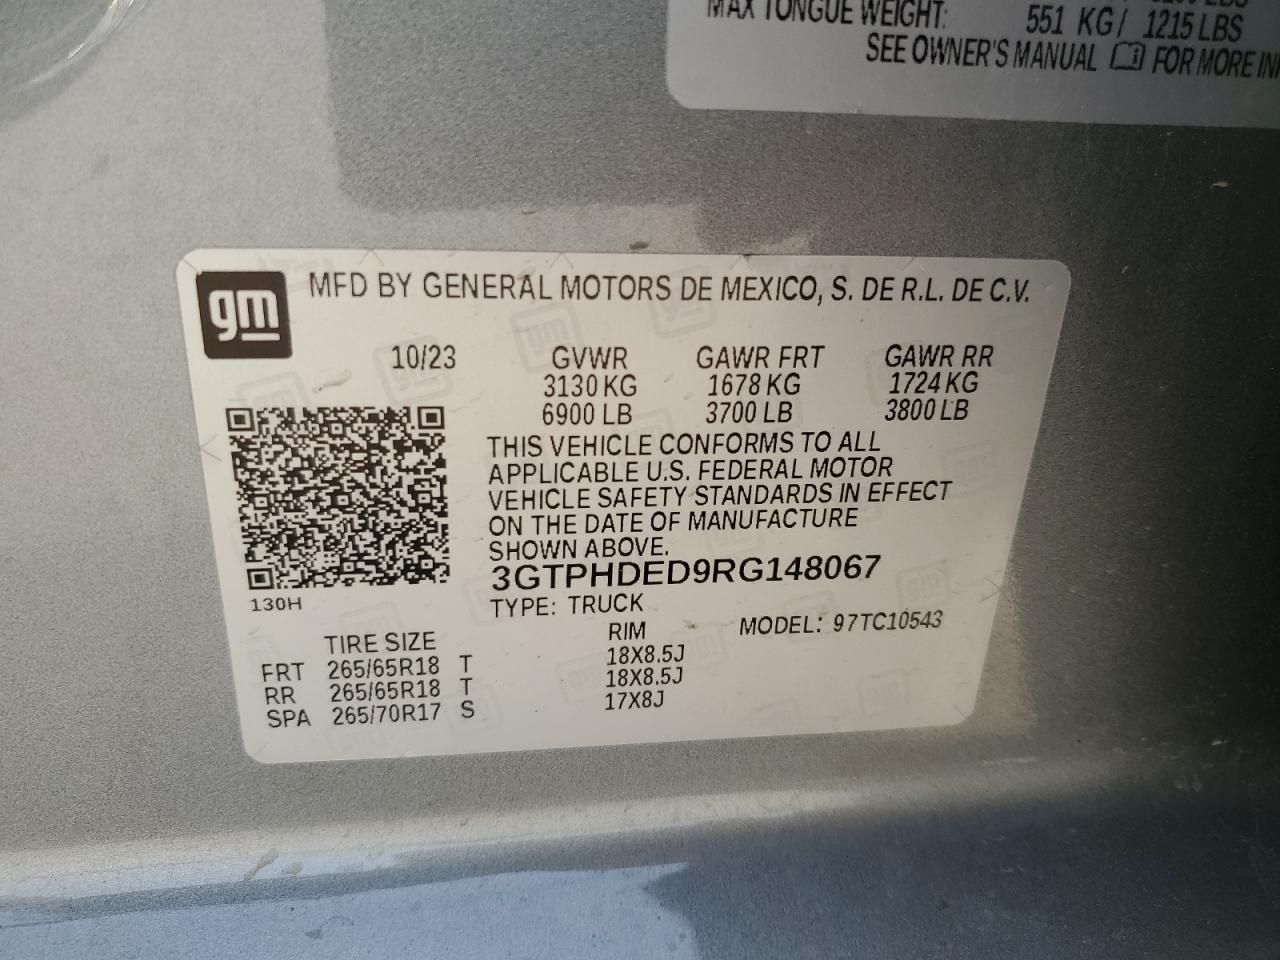 MAX TONGUE WEIGHT: 551 KG/ 1215 LBS
SEE OWNER'S MANUAL FOR MORE
gm
MFD BY GENERAL MOTORS DE MEXICO, S. DE R.L. DE C.V.
10/23 GVWR GAWR FRT GAWR RR
3130 KG 1678 KG 1724 KG
6900 LB 3700 LB 3800 LB
THIS VEHICLE CONFORMS TO ALL
APPLICABLE U.S. FEDERAL MOTOR
VEHICLE SAFETY STANDARDS IN EFFECT
ON THE DATE OF MANUFACTURE
SHOWN ABOVE.
3GTPHDED9RG148067
130H
TYPE: TRUCK
MODEL: 97TC10543
TIRE SIZE RIM
FRT 265/65R18 T 18X8.5J
RR 265/65R18 T 18X8.5J
SPA 265/70R17 S 17X8J